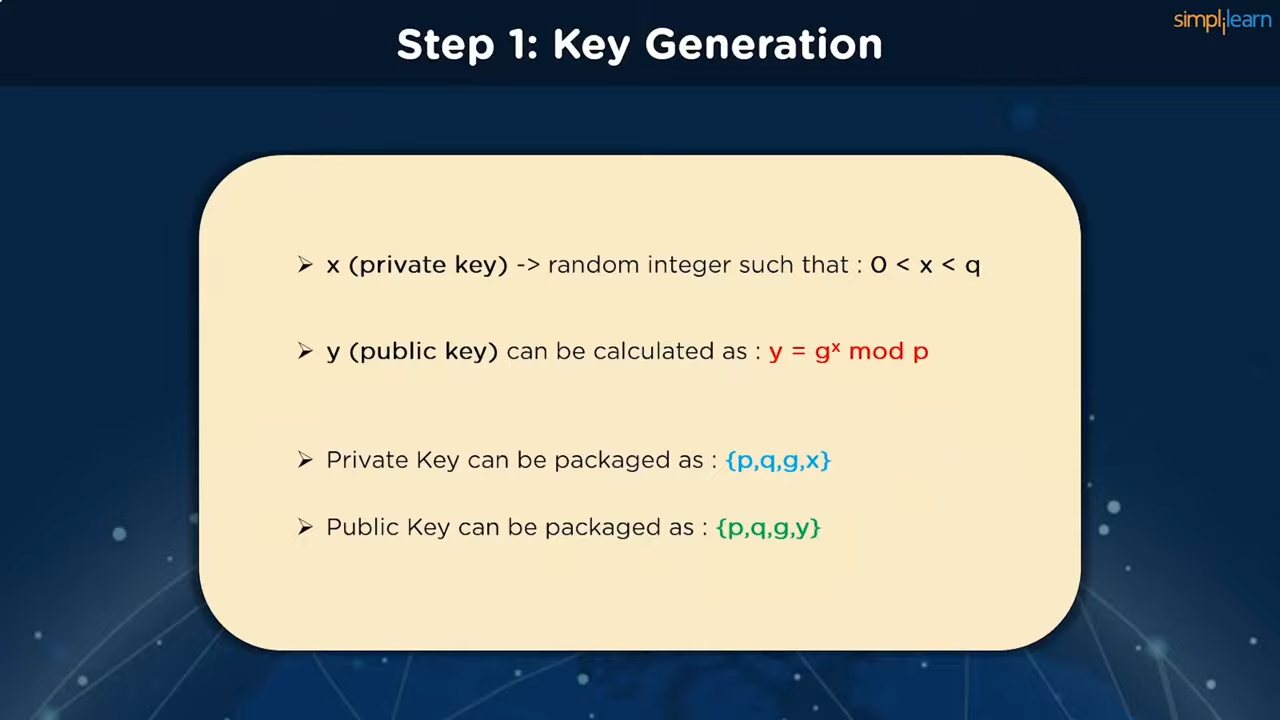 simplilearn
Step 1: Key Generation
➢ x (private key) -> random integer such that : 0 < x < q
➢ y (public key) can be calculated as : y = gˣ mod p
➢ Private Key can be packaged as : {p,q,g,x}
➢ Public Key can be packaged as : {p,q,g,y}